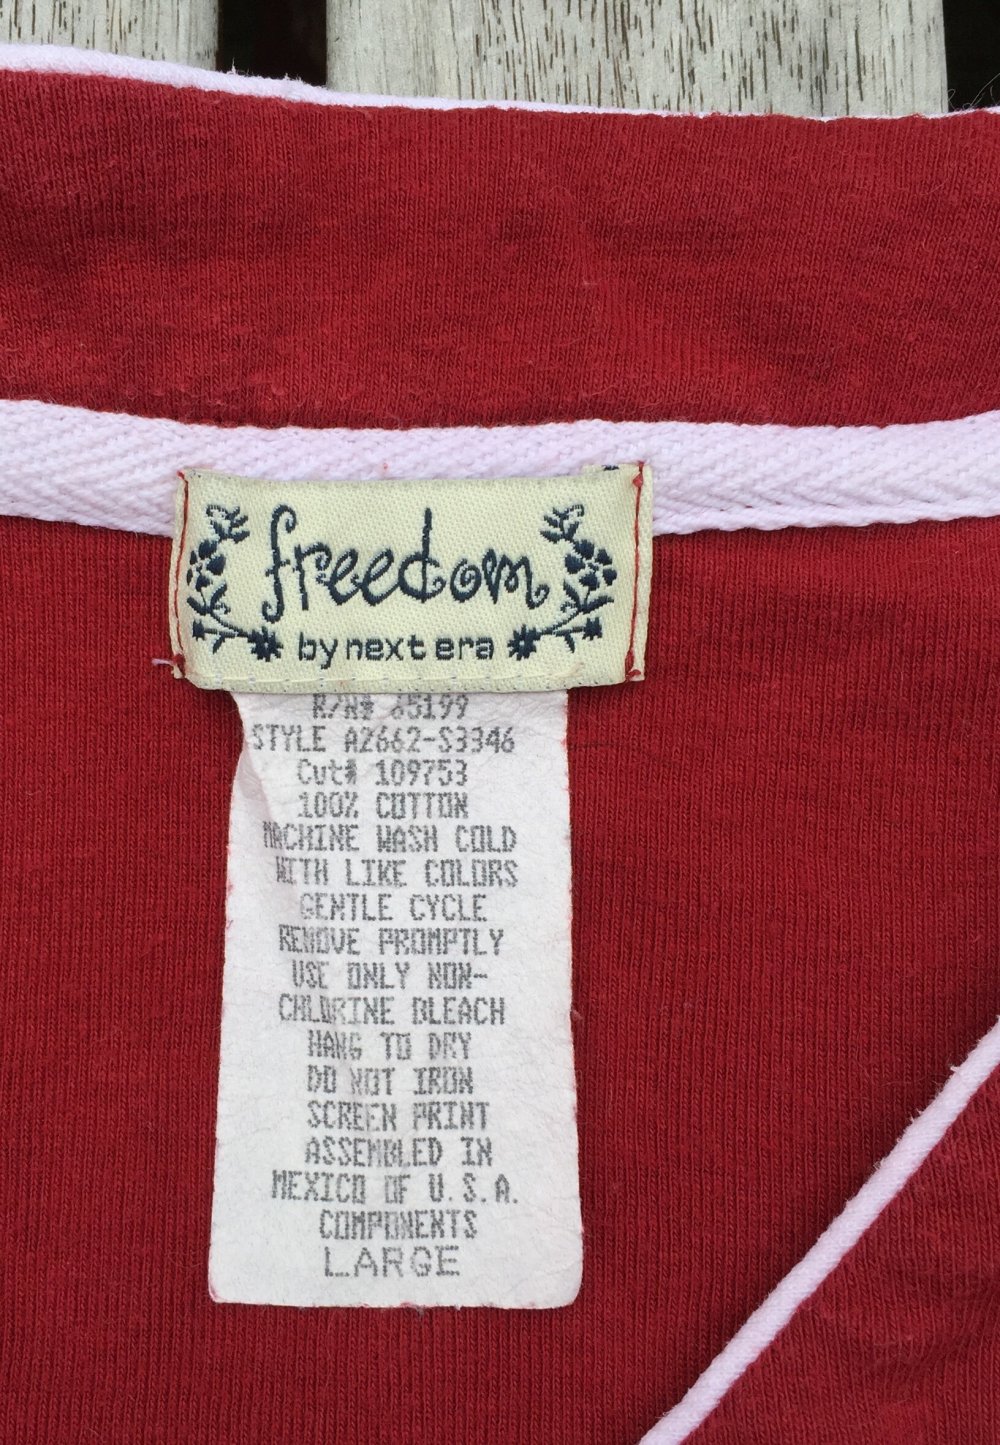 freedom
by next era
R/N# 65199
STYLE A2662-S3346
Cut# 109753
100% COTTON
MACHINE WASH COLD
WITH LIKE COLORS
GENTLE CYCLE
REMOVE PROMPTLY
USE ONLY NON-
CHLORINE BLEACH
HANG TO DRY
DO NOT IRON
SCREEN PRINT
ASSEMBLED IN
MEXICO OF U.S.A.
COMPONENTS
LARGE